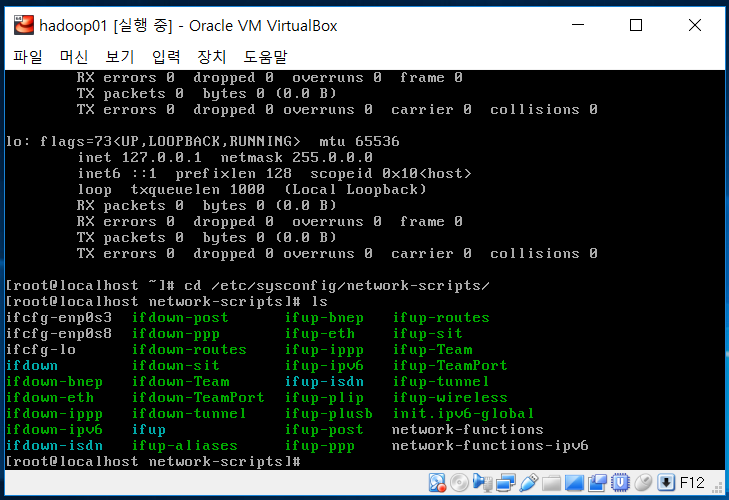 hadoop01 [실행 중] - Oracle VM VirtualBox
파일 머신 보기 입력 장치 도움말
RX errors 0 dropped 0 overruns 0 frame 0
TX packets 0 bytes 0 (0.0 B)
TX errors 0 dropped 0 overruns 0 carrier 0 collisions 0
lo: flags=73<UP,LOOPBACK,RUNNING> mtu 65536
inet 127.0.0.1 netmask 255.0.0.0
inet6 ::1 prefixlen 128 scopeid 0x10<host>
loop txqueuelen 1000 (Local Loopback)
RX packets 0 bytes 0 (0.0 B)
RX errors 0 dropped 0 overruns 0 frame 0
TX packets 0 bytes 0 (0.0 B)
TX errors 0 dropped 0 overruns 0 carrier 0 collisions 0
[root@localhost ~]# cd /etc/sysconfig/network-scripts/
[root@localhost network-scripts]# ls
ifcfg-enp0s3 ifdown-post ifup-bnep ifup-routes
ifcfg-enp0s8 ifdown-ppp ifup-eth ifup-sit
ifcfg-lo ifdown-routes ifup-ippp ifup-Team
ifdown ifdown-sit ifup-ipv6 ifup-TeamPort
ifdown-bnep ifdown-Team ifup-isdn ifup-tunnel
ifdown-eth ifdown-TeamPort ifup-plip ifup-wireless
ifdown-ippp ifdown-tunnel ifup-plusb init.ipv6-global
ifdown-ipv6 ifup ifup-post network-functions
ifdown-isdn ifup-aliases ifup-ppp network-functions-ipv6
[root@localhost network-scripts]#
F12